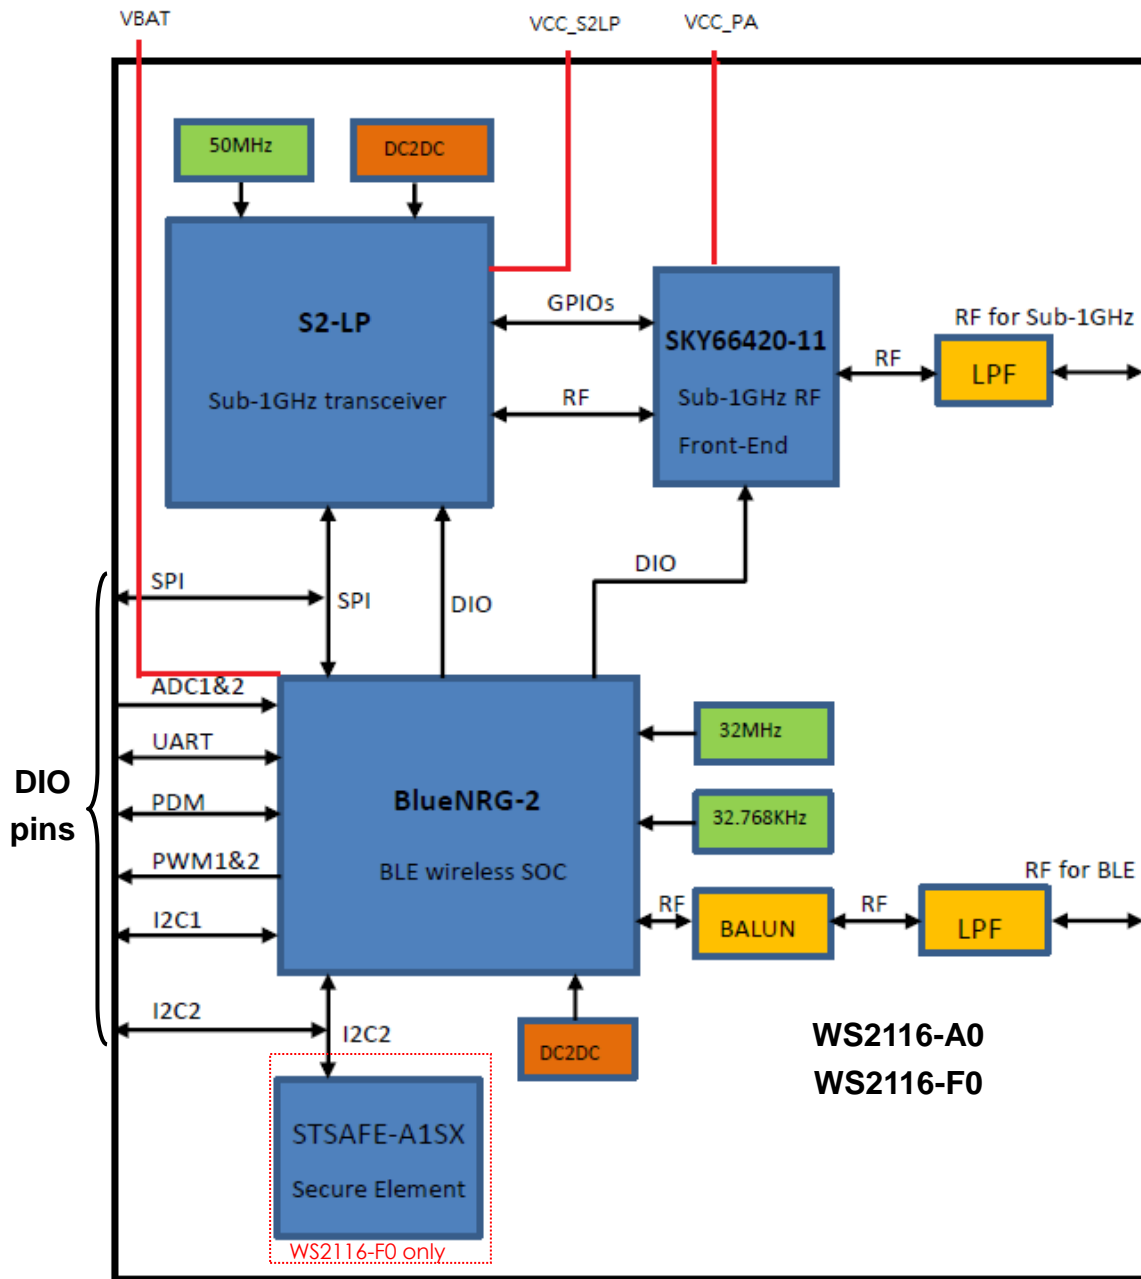 VBAT
VCC_S2LP
VCC_PA
50MHz
DC2DC
S2-LP
Sub-1GHz transceiver
GPIOs
RF
SKY66420-11
Sub-1GHz RF
Front-End
RF
RF for Sub-1GHz
LPF
SPI
SPI
DIO
DIO
DIO
pins
ADC1&2
UART
PDM
PWM1&2
I2C1
I2C2
BlueNRG-2
BLE wireless SOC
32MHz
32.768KHz
RF
BALUN
RF
RF for BLE
LPF
I2C2
DC2DC
WS2116-A0
WS2116-F0
STSAFE-A1SX
Secure Element
WS2116-F0 only